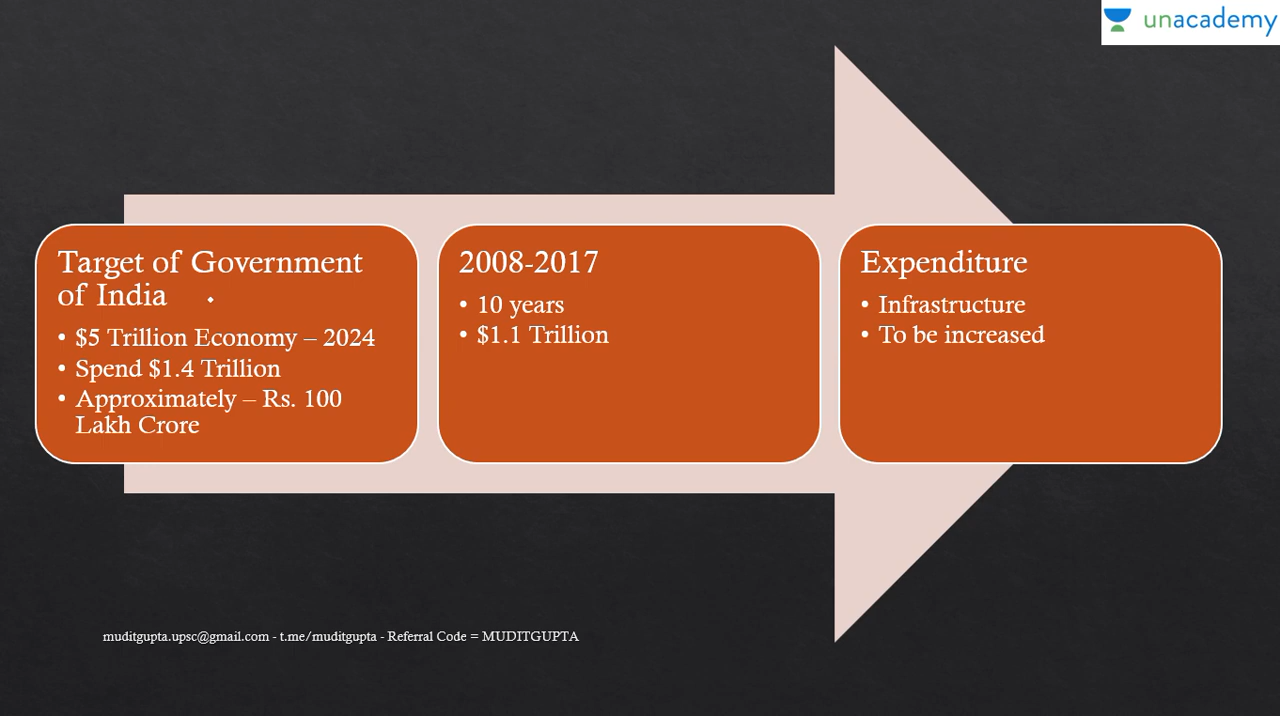 unacademy
Target of Government
of India
• $5 Trillion Economy – 2024
• Spend $1.4 Trillion
• Approximately – Rs. 100
Lakh Crore
2008-2017
• 10 years
• $1.1 Trillion
Expenditure
• Infrastructure
• To be increased
muditgupta.upsc@gmail.com - t.me/muditgupta - Referral Code = MUDITGUPTA